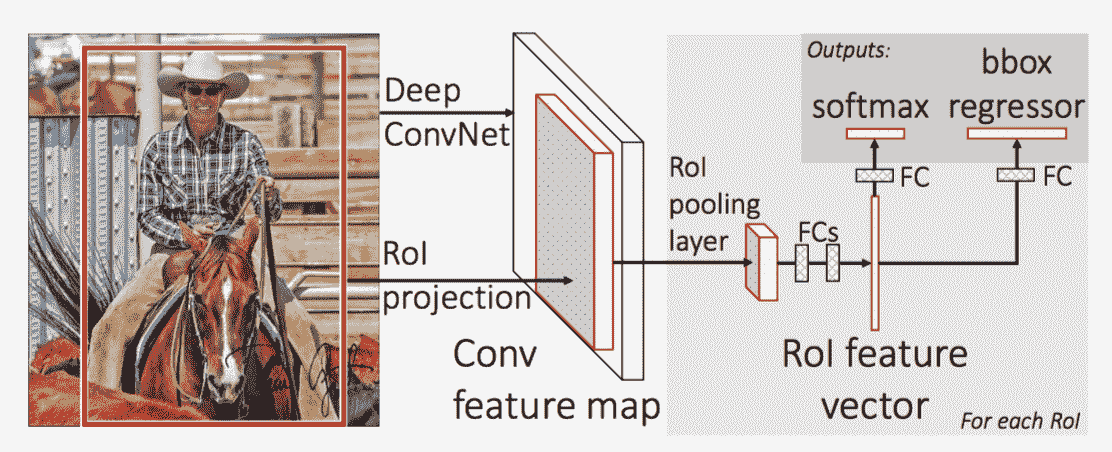 Deep
ConvNet
RoI
projection
Conv
feature map
RoI
pooling
layer
FCs
Outputs:
softmax
bbox
regressor
FC
FC
RoI feature
vector
For each RoI